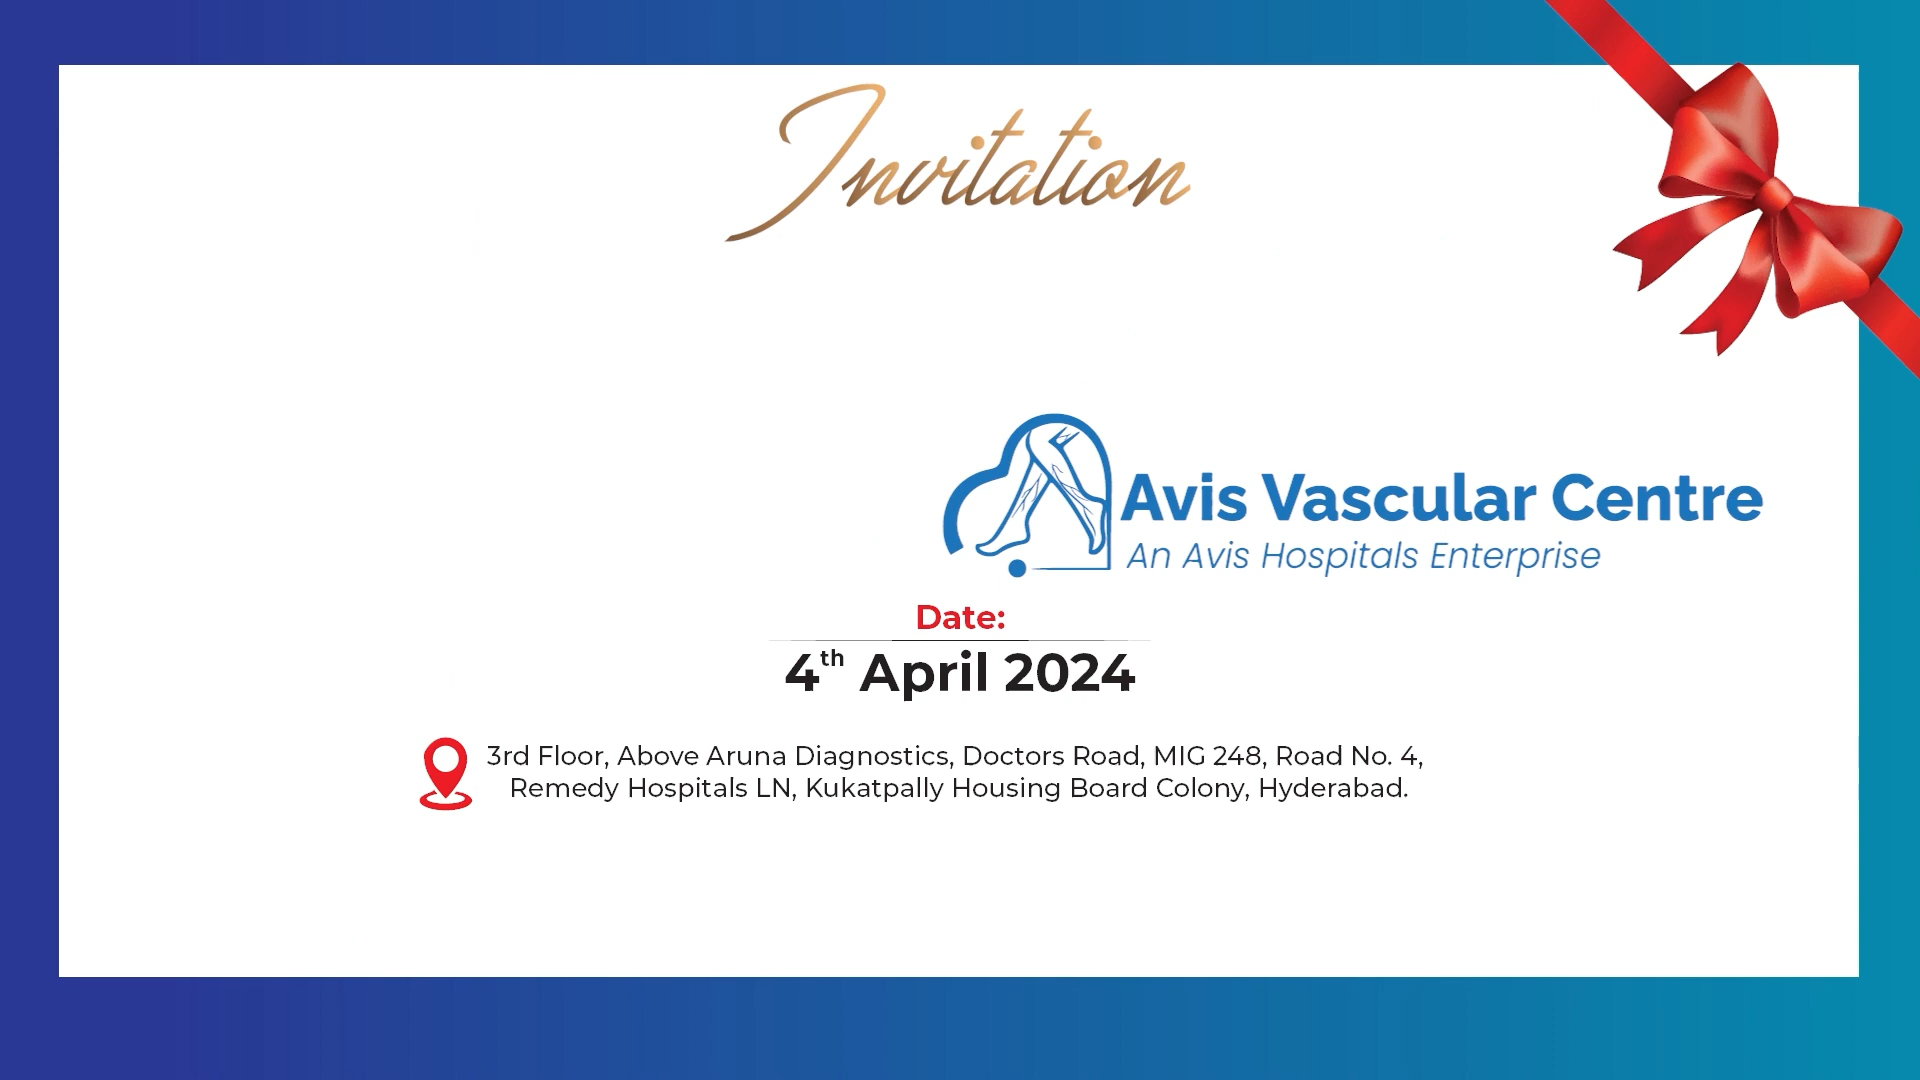 Invitation
Avis Vascular Centre
An Avis Hospitals Enterprise
Date:
4th April 2024
3rd Floor, Above Aruna Diagnostics, Doctors Road, MIG 248, Road No. 4,
Remedy Hospitals LN, Kukatpally Housing Board Colony, Hyderabad.